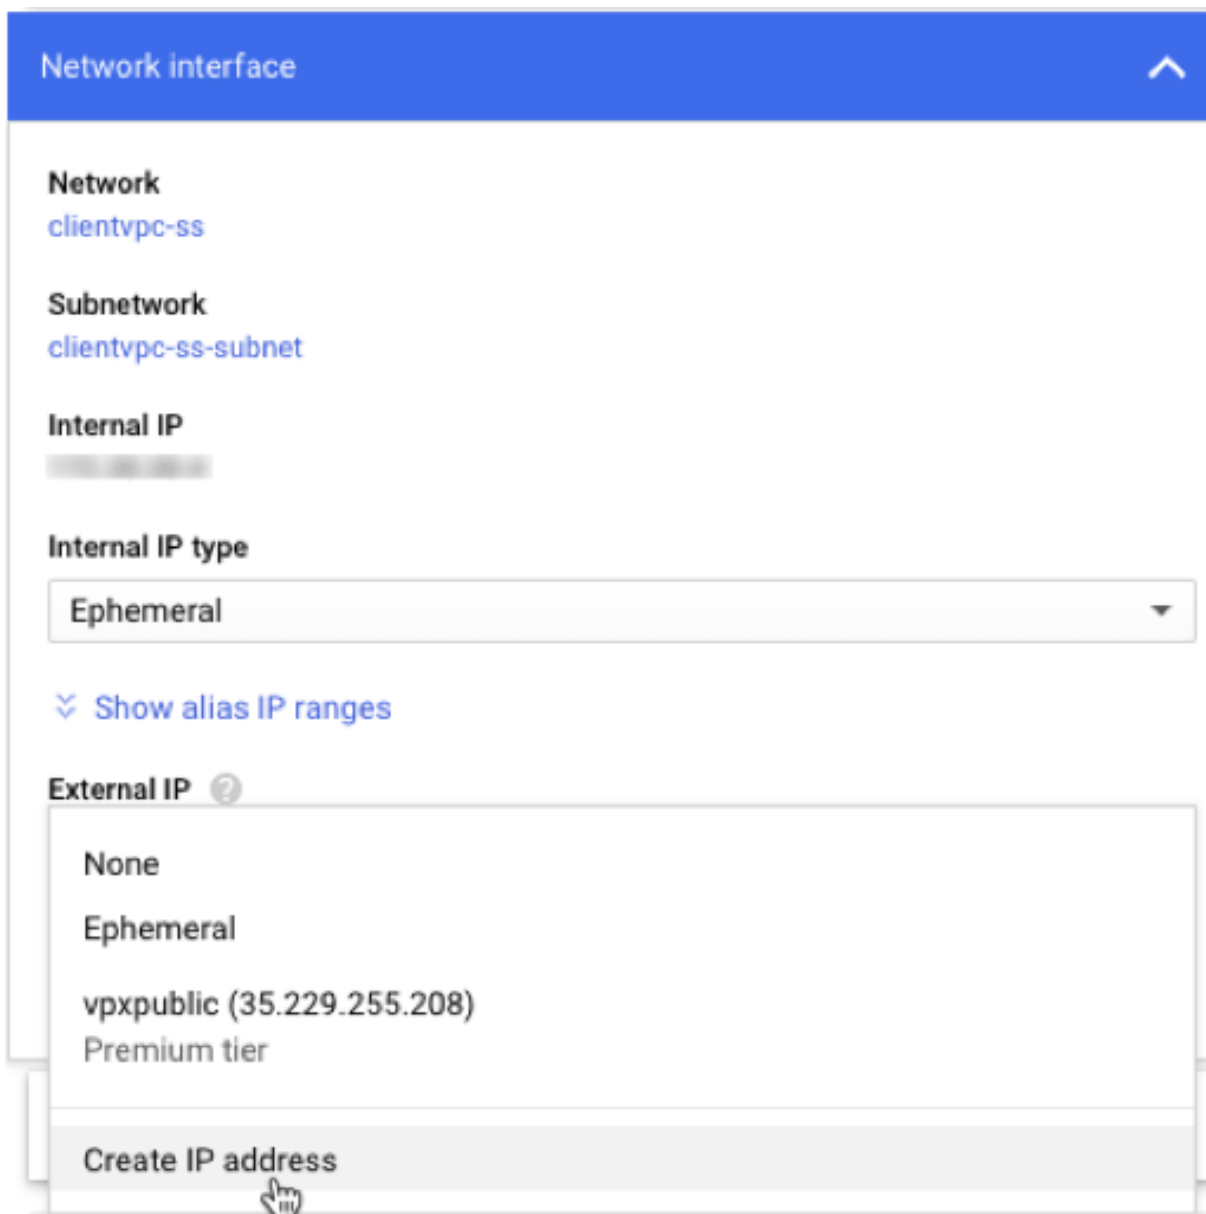 Network interface
Network
clientvpc-ss
Subnetwork
clientvpc-ss-subnet
Internal IP
Internal IP type
Ephemeral
Show alias IP ranges
External IP ?
None
Ephemeral
vpxpublic (35.229.255.208)
Premium tier
Create IP address